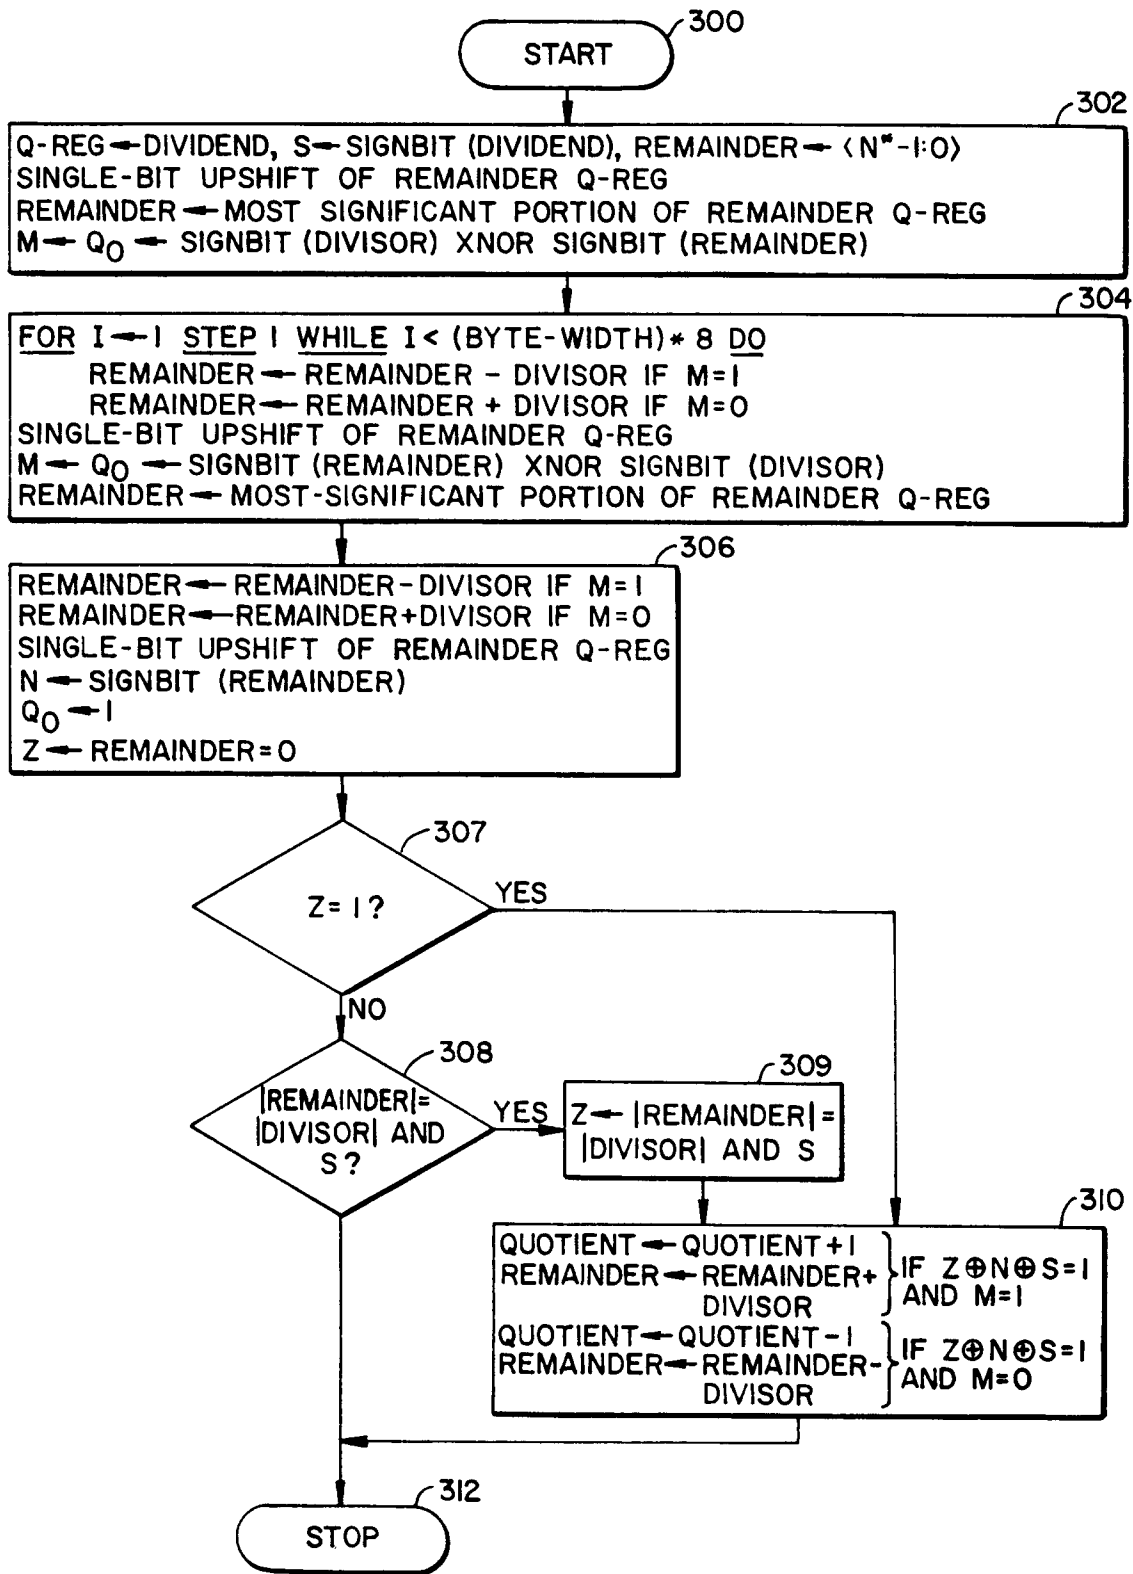 300
START
302
Q-REG←DIVIDEND, S←SIGNBIT (DIVIDEND), REMAINDER←⟨N*-1:0⟩
SINGLE-BIT UPSHIFT OF REMAINDER Q-REG
REMAINDER←MOST SIGNIFICANT PORTION OF REMAINDER Q-REG
M←Q0←SIGNBIT (DIVISOR) XNOR SIGNBIT (REMAINDER)
304
FOR I←1 STEP 1 WHILE I<(BYTE-WIDTH)*8 DO
REMAINDER←REMAINDER - DIVISOR IF M=1
REMAINDER←REMAINDER + DIVISOR IF M=0
SINGLE-BIT UPSHIFT OF REMAINDER Q-REG
M←Q0←SIGNBIT (REMAINDER) XNOR SIGNBIT (DIVISOR)
REMAINDER←MOST-SIGNIFICANT PORTION OF REMAINDER Q-REG
306
REMAINDER←REMAINDER-DIVISOR IF M=1
REMAINDER←REMAINDER+DIVISOR IF M=0
SINGLE-BIT UPSHIFT OF REMAINDER Q-REG
N←SIGNBIT (REMAINDER)
Q0←1
Z←REMAINDER=0
307
Z=1?
YES
NO
308
|REMAINDER|=
|DIVISOR| AND
S?
YES
309
Z←|REMAINDER|=
|DIVISOR| AND S
310
QUOTIENT←QUOTIENT+1
REMAINDER←REMAINDER+
DIVISOR
IF Z⊕N⊕S=1
AND M=1
QUOTIENT←QUOTIENT-1
REMAINDER←REMAINDER-
DIVISOR
IF Z⊕N⊕S=1
AND M=0
312
STOP